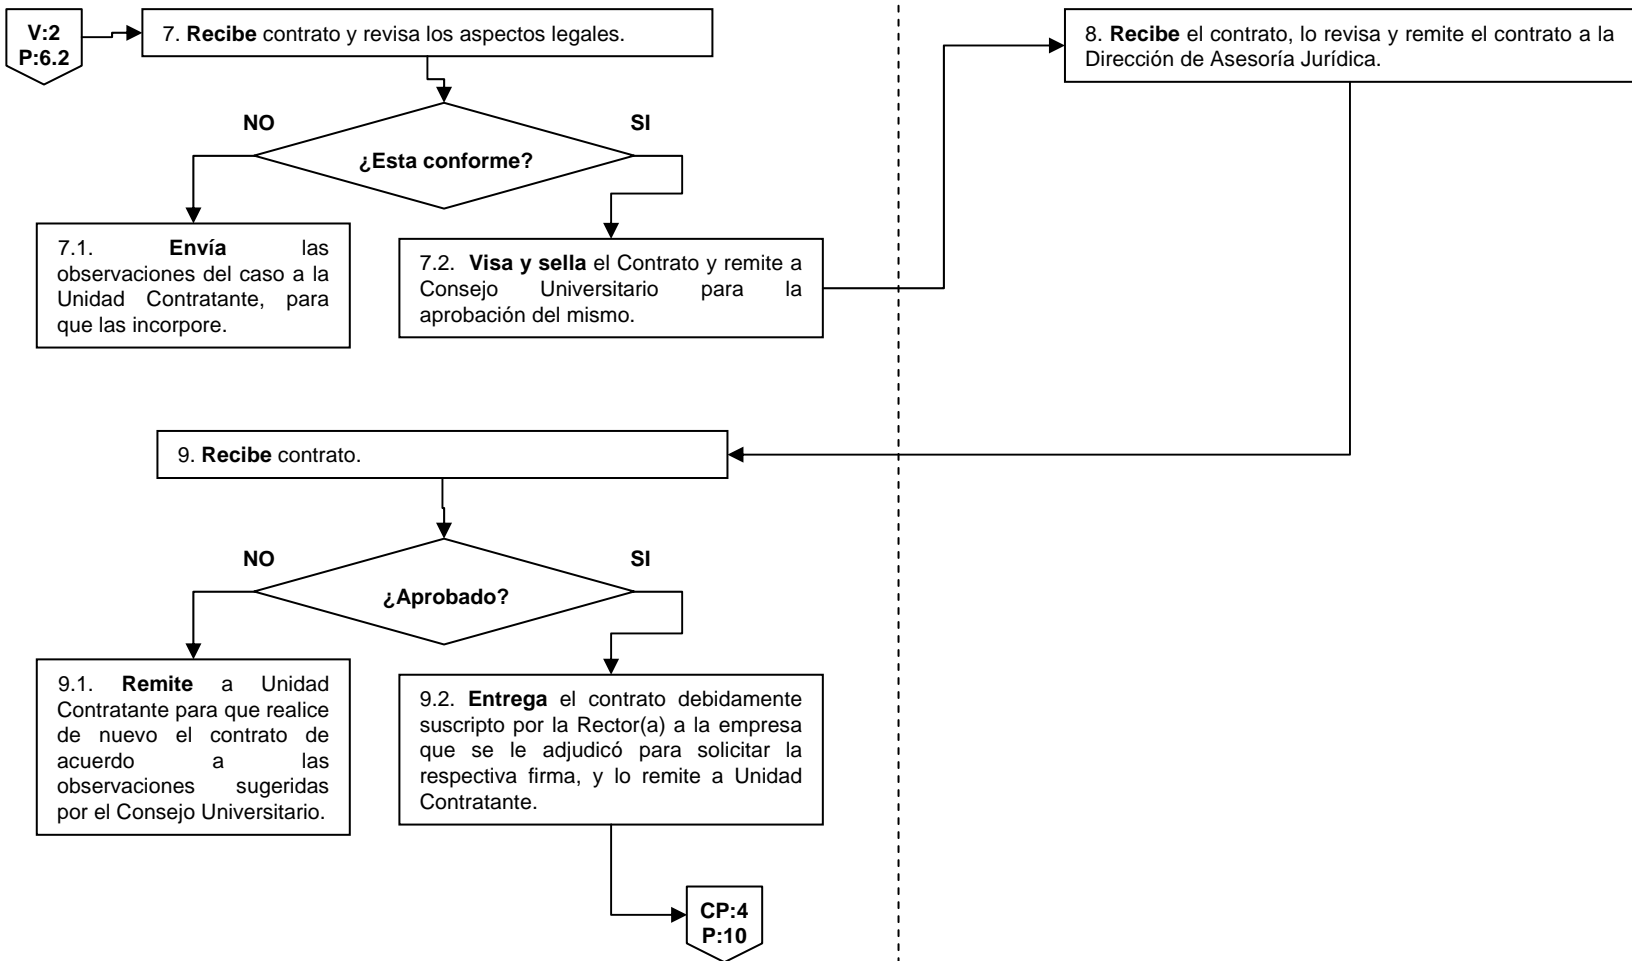 V:2
P:6.2
7. Recibe contrato y revisa los aspectos legales.
8. Recibe el contrato, lo revisa y remite el contrato a la
Dirección de Asesoría Jurídica.
NO
SI
¿Esta conforme?
7.1. Envía las
observaciones del caso a la
Unidad Contratante, para
que las incorpore.
7.2. Visa y sella el Contrato y remite a
Consejo Universitario para la
aprobación del mismo.
9. Recibe contrato.
NO
SI
¿Aprobado?
9.1. Remite a Unidad
Contratante para que realice
de nuevo el contrato de
acuerdo a las
observaciones sugeridas
por el Consejo Universitario.
9.2. Entrega el contrato debidamente
suscripto por la Rector(a) a la empresa
que se le adjudicó para solicitar la
respectiva firma, y lo remite a Unidad
Contratante.
CP:4
P:10